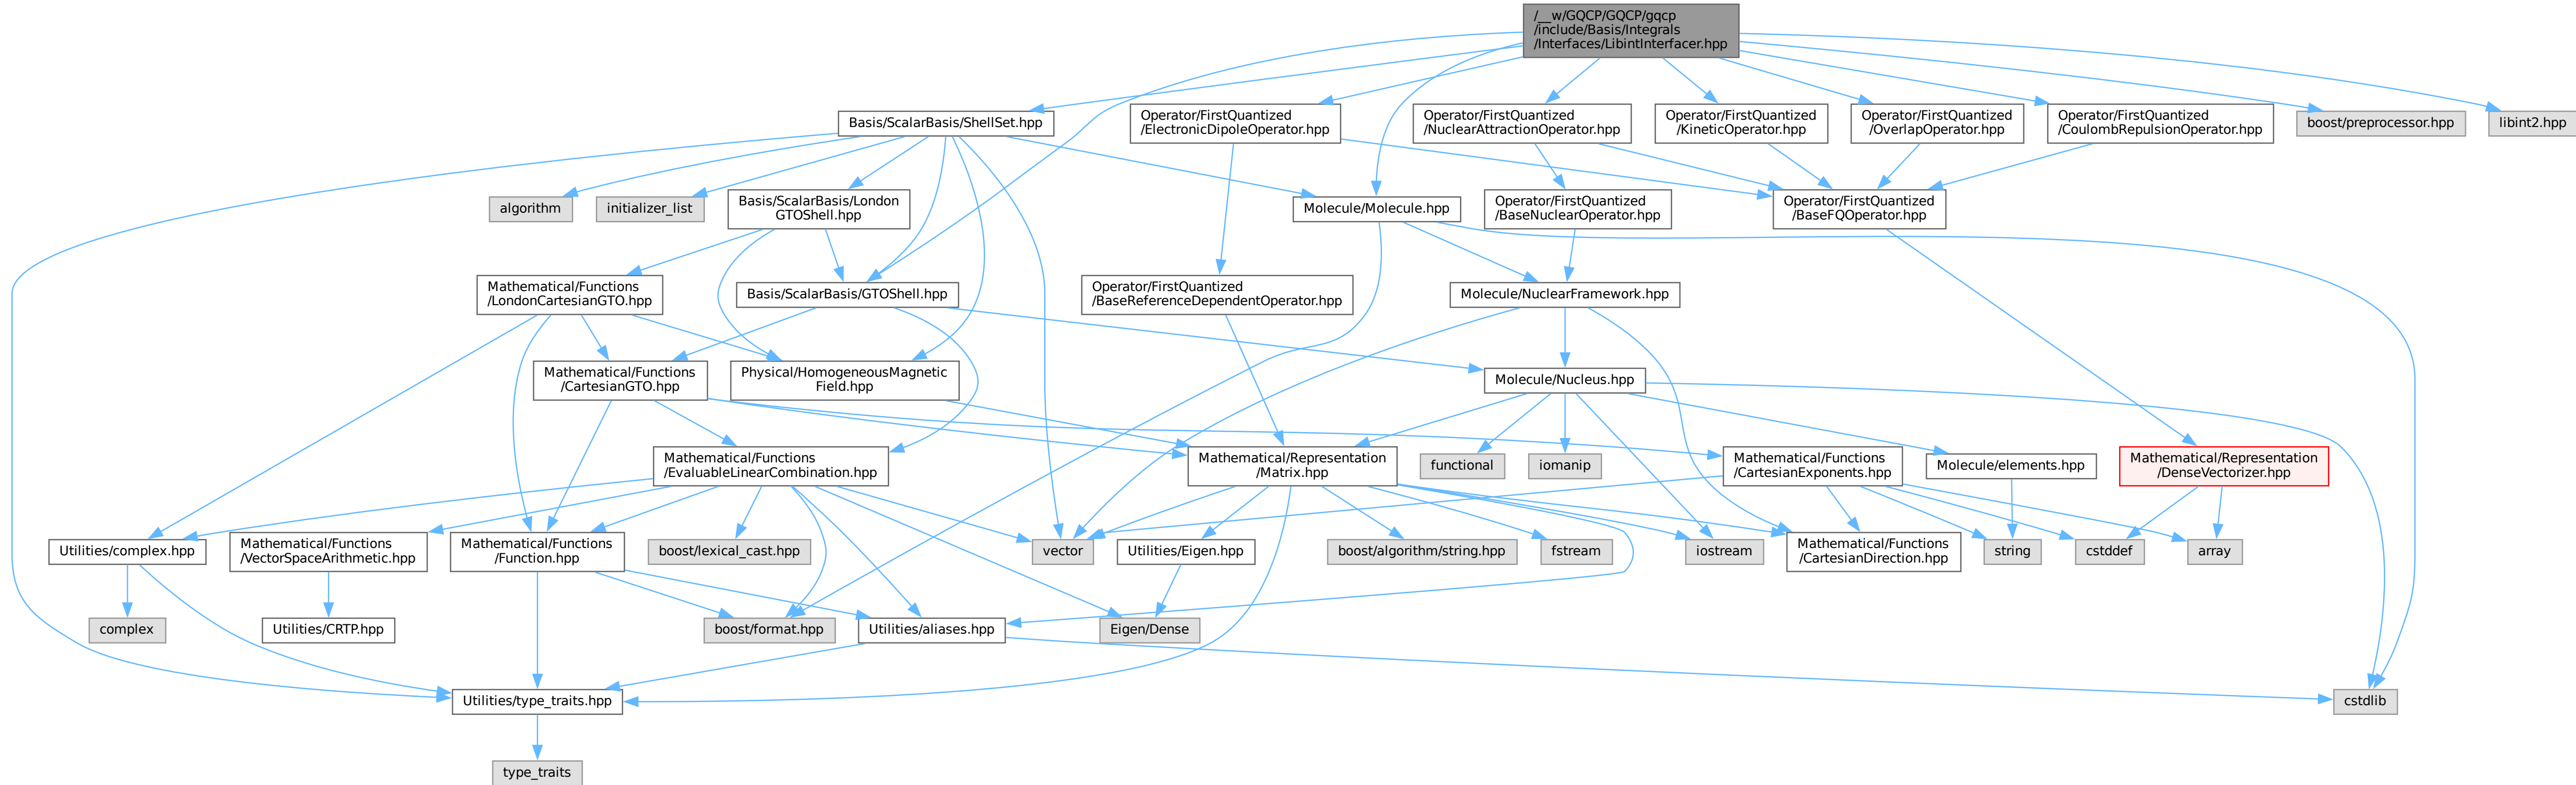 /__w/GQCP/GQCP/gqcp
/include/Basis/Integrals
/Interfaces/LibintInterfacer.hpp
Basis/ScalarBasis/ShellSet.hpp
Operator/FirstQuantized
/ElectronicDipoleOperator.hpp
Operator/FirstQuantized
/NuclearAttractionOperator.hpp
Operator/FirstQuantized
/KineticOperator.hpp
Operator/FirstQuantized
/OverlapOperator.hpp
Operator/FirstQuantized
/CoulombRepulsionOperator.hpp
boost/preprocessor.hpp
libint2.hpp
algorithm
initializer_list
Basis/ScalarBasis/London
GTOShell.hpp
Molecule/Molecule.hpp
Operator/FirstQuantized
/BaseNuclearOperator.hpp
Operator/FirstQuantized
/BaseFQOperator.hpp
Mathematical/Functions
/LondonCartesianGTO.hpp
Basis/ScalarBasis/GTOShell.hpp
Operator/FirstQuantized
/BaseReferenceDependentOperator.hpp
Molecule/NuclearFramework.hpp
Mathematical/Functions
/CartesianGTO.hpp
Physical/HomogeneousMagnetic
Field.hpp
Molecule/Nucleus.hpp
Mathematical/Functions
/EvaluableLinearCombination.hpp
Mathematical/Representation
/Matrix.hpp
functional
iomanip
Mathematical/Functions
/CartesianExponents.hpp
Molecule/elements.hpp
Mathematical/Representation
/DenseVectorizer.hpp
Utilities/complex.hpp
Mathematical/Functions
/VectorSpaceArithmetic.hpp
Mathematical/Functions
/Function.hpp
boost/lexical_cast.hpp
vector
Utilities/Eigen.hpp
boost/algorithm/string.hpp
fstream
iostream
Mathematical/Functions
/CartesianDirection.hpp
string
cstddef
array
complex
Utilities/CRTP.hpp
boost/format.hpp
Utilities/aliases.hpp
Eigen/Dense
Utilities/type_traits.hpp
cstdlib
type_traits